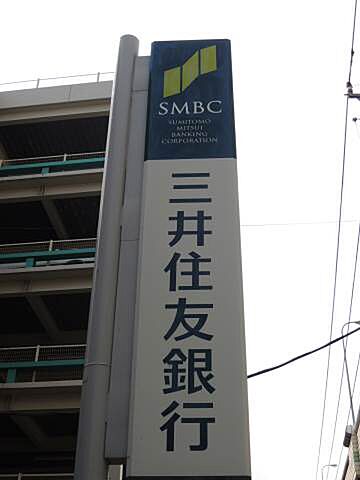 SMBC
SUMITOMO
MITSUI
BANKING
CORPORATION
三井住友銀行